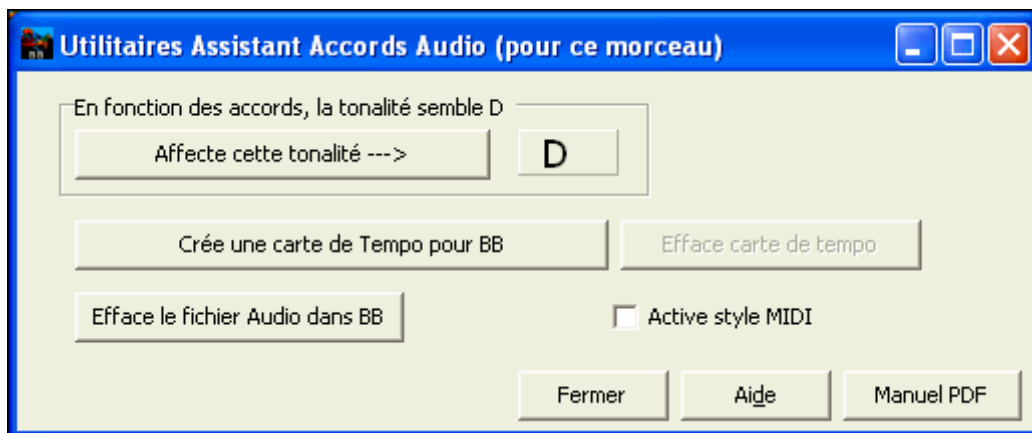 Utilitaires Assistant Accords Audio (pour ce morceau)
En fonction des accords, la tonalité semble D
Affecte cette tonalité --->
D
Crée une carte de Tempo pour BB
Efface carte de tempo
Efface le fichier Audio dans BB
Active style MIDI
Fermer
Aide
Manuel PDF